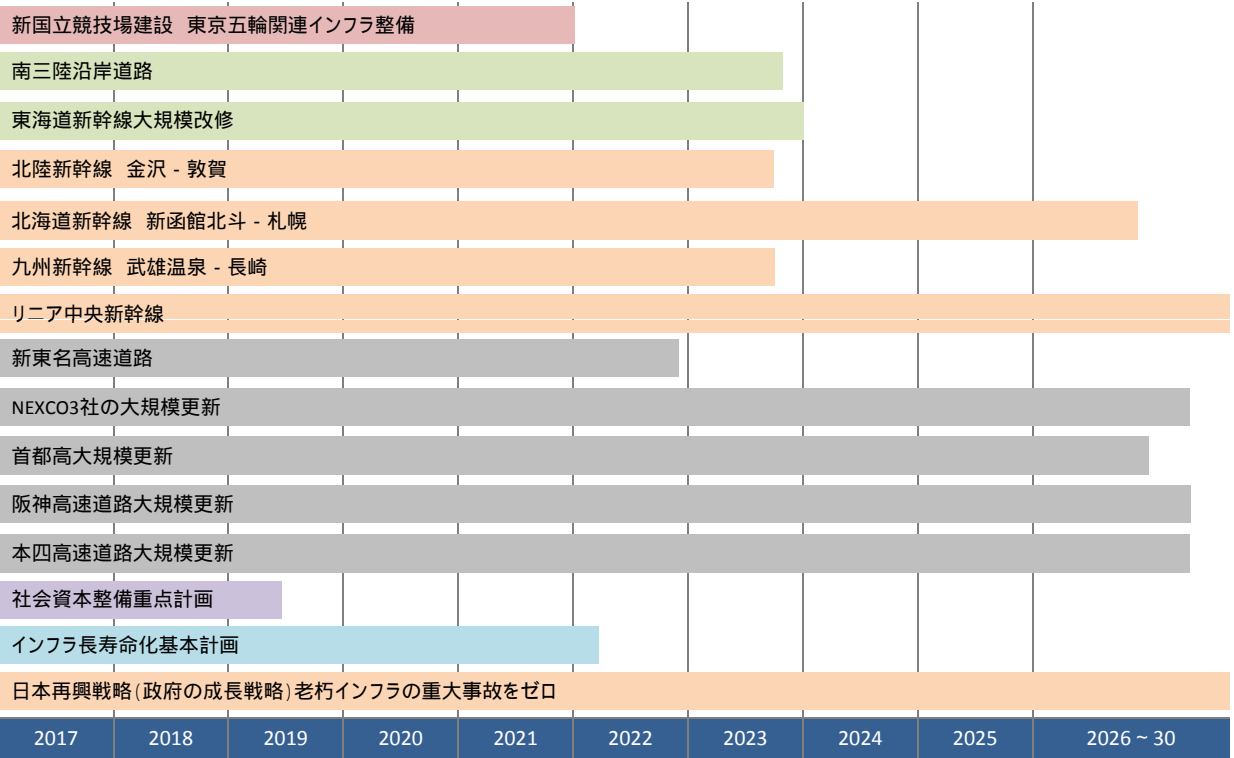 新国立競技場建設　東京五輪関連インフラ整備
南三陸沿岸道路
東海道新幹線大規模改修
北陸新幹線　金沢 - 敦賀
北海道新幹線　新函館北斗 - 札幌
九州新幹線　武雄温泉 - 長崎
リニア中央新幹線
新東名高速道路
NEXCO3社の大規模更新
首都高大規模更新
阪神高速道路大規模更新
本四高速道路大規模更新
社会資本整備重点計画
インフラ長寿命化基本計画
日本再興戦略(政府の成長戦略)老朽インフラの重大事故をゼロ
2017 2018 2019 2020 2021 2022 2023 2024 2025 2026 ~ 30